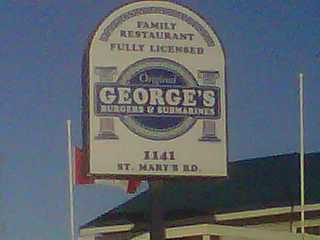 FAMILY
RESTAURANT
FULLY LICENSED
Original
GEORGE'S
BURGERS & SUBMARINES
1141
ST. MARY'S RD.